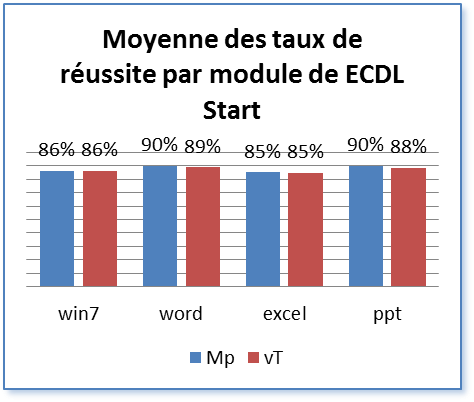 Moyenne des taux de
réussite par module de ECDL
Start
86% 86% 90% 89% 85% 85% 90% 88%
win7 word excel ppt
Mp vT